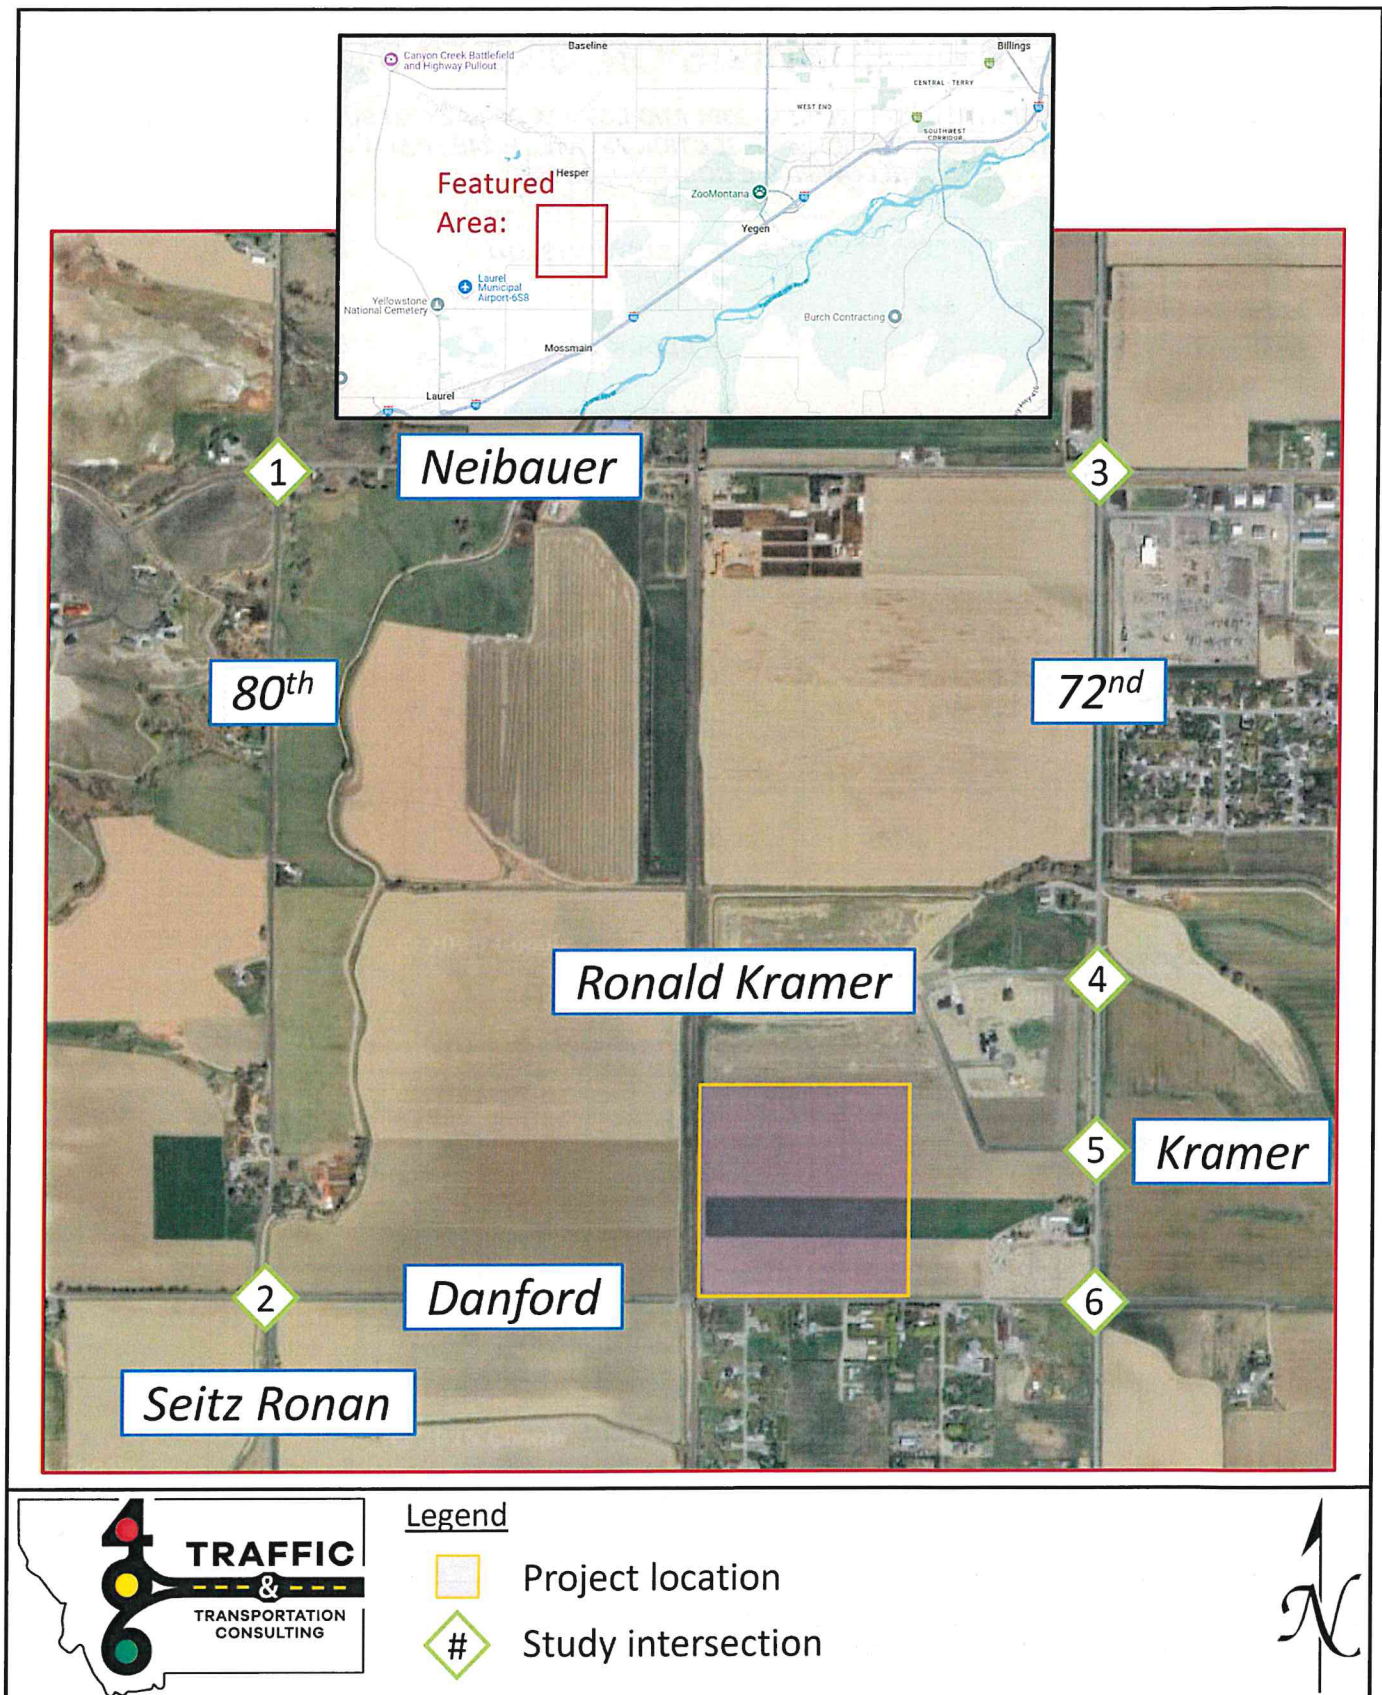 Canyon Creek Battlefield
and Highway Pullout
Baseline
Billings
CENTRAL - TERRY
WEST END
SOUTHWEST
CORRIDOR
Hesper
Featured
Area:
ZooMontana
Yegen
Laurel
Municipal
Airport-6S8
Yellowstone
National Cemetery
Burch Contracting
Mossmain
Laurel
1
Neibauer
3
80th
72nd
Ronald Kramer
4
5
Kramer
2
Danford
6
Seitz Ronan
406
TRAFFIC
&
TRANSPORTATION
CONSULTING
Legend
Project location
# Study intersection
N